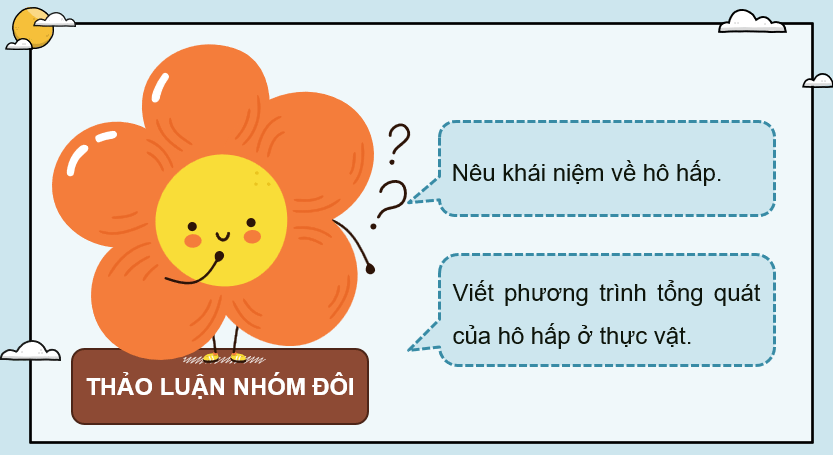 Nêu khái niệm về hô hấp.
Viết phương trình tổng quát
của hô hấp ở thực vật.
THẢO LUẬN NHÓM ĐÔI